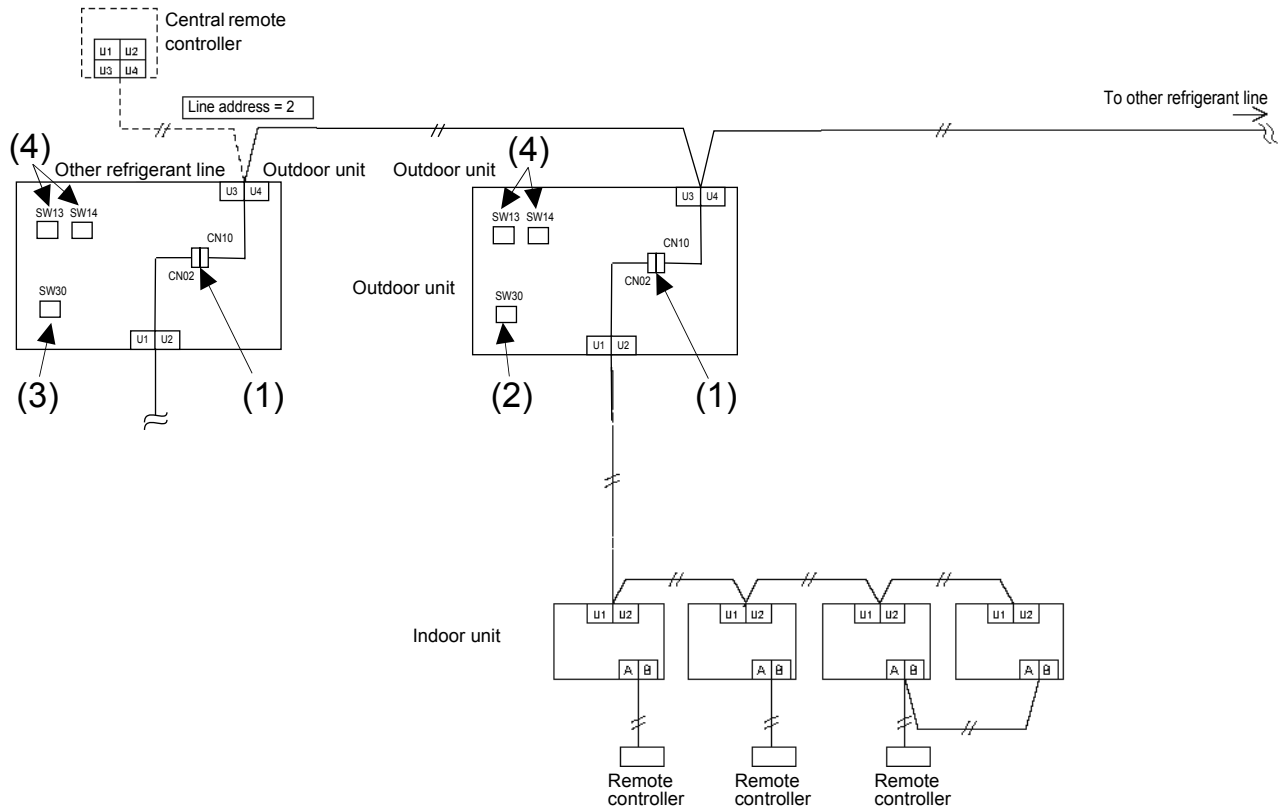 Central remote
controller
U1 U2
U3 U4
Line address = 2
To other refrigerant line
(4)
Other refrigerant line
Outdoor unit
Outdoor unit
(4)
U3 U4
U3 U4
SW13 SW14
SW13 SW14
CN10
CN10
CN02
CN02
Outdoor unit
SW30
SW30
U1 U2
U1 U2
(3)
(1)
(2)
(1)
U1 U2
U1 U2
U1 U2
U1 U2
Indoor unit
A B
A B
A B
A B
Remote
controller
Remote
controller
Remote
controller